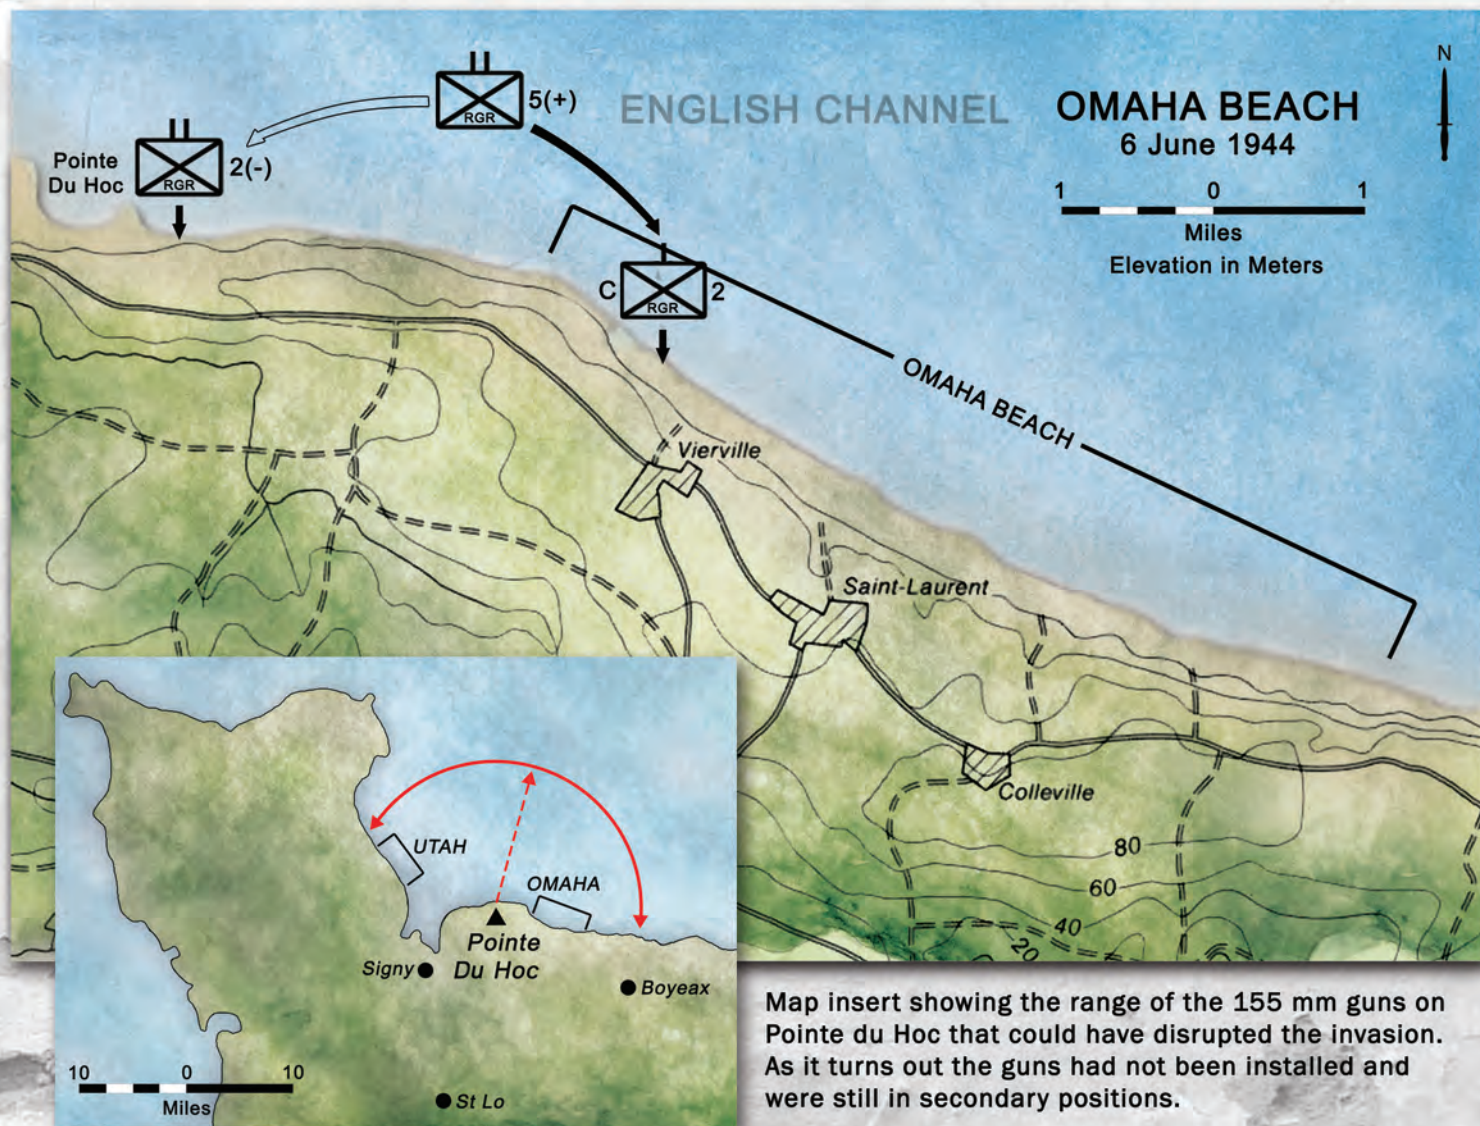 OMAHA BEACH
6 June 1944
N
1 0 1
Miles
Elevation in Meters
ENGLISH CHANNEL
5(+)
RGR
Pointe
Du Hoc
2(-)
RGR
C
2
RGR
OMAHA BEACH
Vierville
Saint-Laurent
Colleville
80
60
40
20
UTAH
OMAHA
Pointe
Du Hoc
Signy
Boyeax
St Lo
10 0 10
Miles
Map insert showing the range of the 155 mm guns on
Pointe du Hoc that could have disrupted the invasion.
As it turns out the guns had not been installed and
were still in secondary positions.